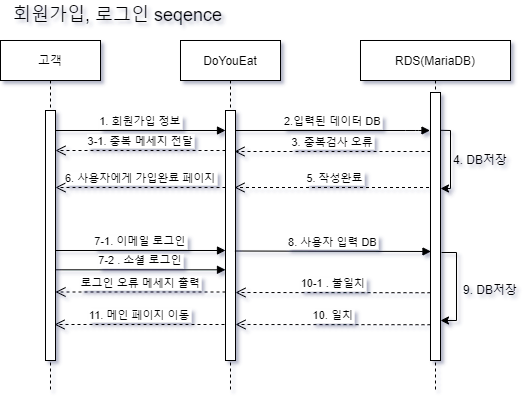 회원가입, 로그인 seqence
고객
DoYouEat
RDS(MariaDB)
1. 회원가입 정보
2.입력된 데이터 DB
3-1. 중복 메세지 전달
3. 중복검사 오류
4. DB저장
6. 사용자에게 가입완료 페이지
5. 작성완료
7-1. 이메일 로그인
8. 사용자 입력 DB
7-2 . 소셜 로그인
로그인 오류 메세지 출력
10-1 . 불일치
9. DB저장
11. 메인 페이지 이동
10. 일치